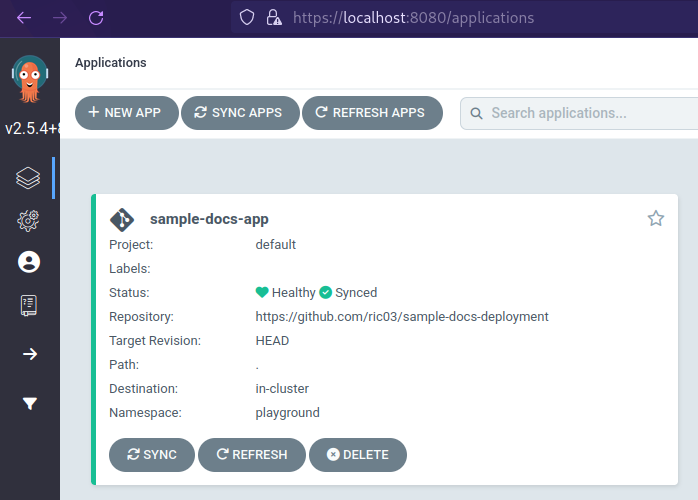 https://localhost:8080/applications
Applications
v2.5.4+8
+ NEW APP SYNC APPS REFRESH APPS Search applications...
sample-docs-app
Project: default
Labels:
Status: Healthy Synced
Repository: https://github.com/ric03/sample-docs-deployment
Target Revision: HEAD
Path: .
Destination: in-cluster
Namespace: playground
SYNC REFRESH DELETE